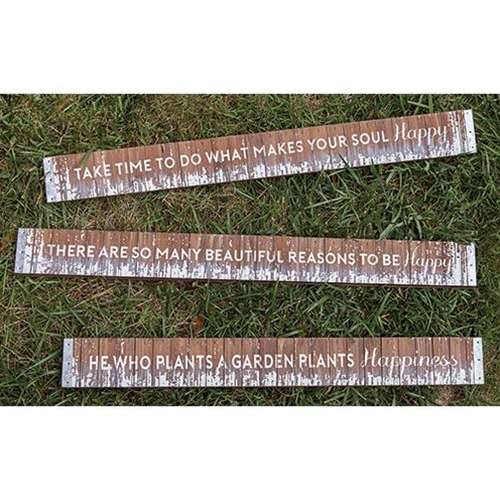 TAKE TIME TO DO WHAT MAKES YOUR SOUL Happy
THERE ARE SO MANY BEAUTIFUL REASONS TO BE Happy
HE WHO PLANTS A GARDEN PLANTS Happiness